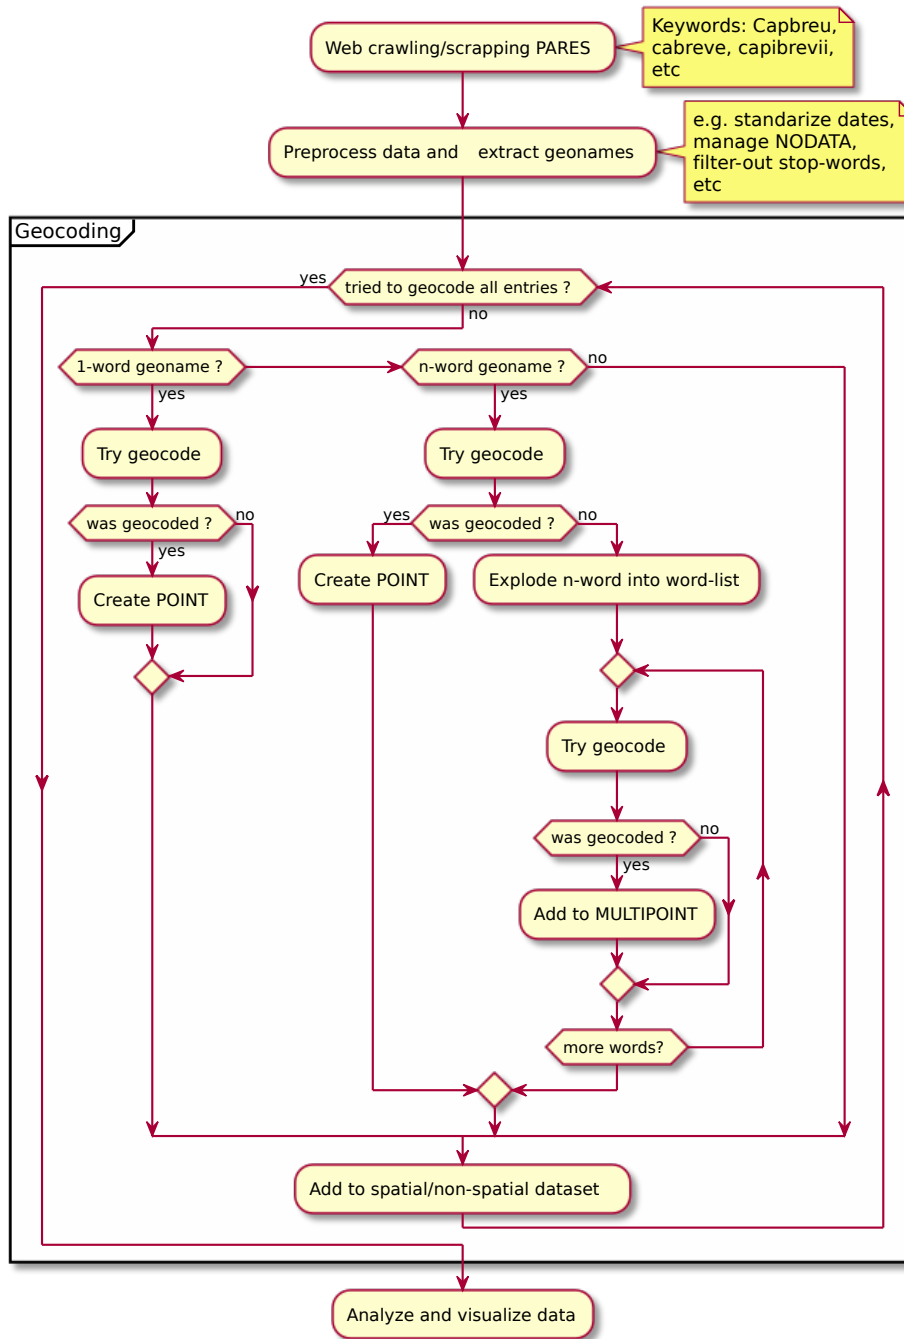 Web crawling/scrapping PARES
Keywords: Capbreu,
cabreve, capibrevii,
etc
Preprocess data and   extract geonames
e.g. standarize dates,
manage NODATA,
filter-out stop-words,
etc
Geocoding
yes
tried to geocode all entries ?
no
1-word geoname ?
n-word geoname ?
no
yes
yes
Try geocode
Try geocode
was geocoded ?
no
yes
was geocoded ?
no
yes
Create POINT
Create POINT
Explode n-word into word-list
Try geocode
was geocoded ?
no
yes
Add to MULTIPOINT
more words?
Add to spatial/non-spatial dataset
Analyze and visualize data